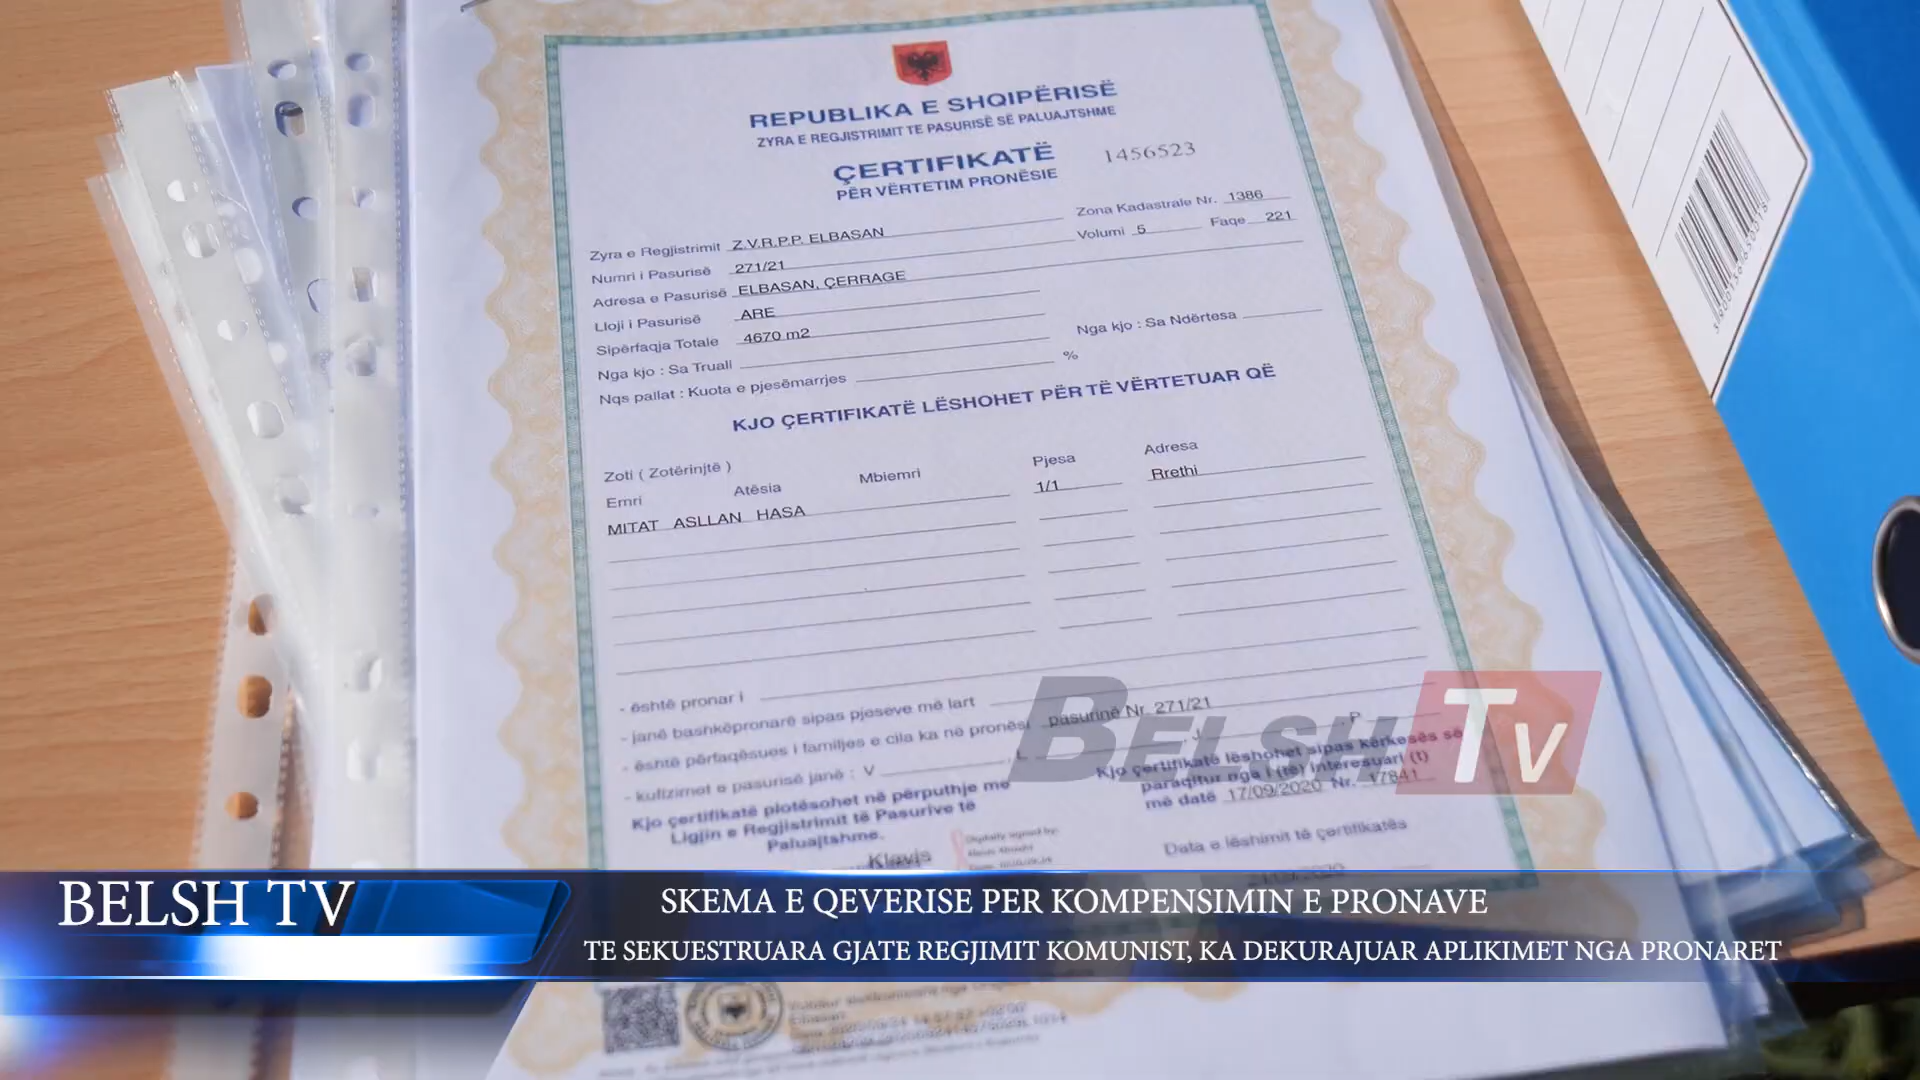 REPUBLIKA E SHQIPËRISË
ZYRA E REGJISTRIMIT TE PASURISË SË PALUAJTSHME
ÇERTIFIKATË 1456523
PËR VËRTETIM PRONËSIE
Zona Kadastrale Nr. 1386
Zyra e Regjistrimit Z.V.R.P.P. ELBASAN Volumi 5 Faqe 221
Numri i Pasurisë 271/21
Adresa e Pasurisë ELBASAN, ÇERRAGE
Lloji i Pasurisë ARE
Sipërfaqja Totale 4670 m2
Nga kjo : Sa Truall Nga kjo : Sa Ndërtesa
Nqs pallat : Kuota e pjesëmarrjes %
KJO ÇERTIFIKATË LËSHOHET PËR TË VËRTETUAR QË
Zoti ( Zotërinjtë )
Emri Atësia Mbiemri Pjesa Adresa
MITAT ASLLAN HASA 1/1 Rrethi
- është pronar i
- janë bashkëpronarë sipas pjeseve më lart
- është përfaqësues i familjes e cila ka në pronësi pasurinë Nr. 271/21
- kufizimet e pasurisë janë : V L J P
Kjo çertifikatë plotësohet në përputhje me
Ligjin e Regjistrimit të Pasurive të
Paluajtshme.
Kjo çertifikatë lëshohet sipas kërkesës së
paraqitur nga i (të) interesuari (t)
më datë 17/09/2020 Nr. 17841
Klavis
Digitally signed by:
Data e lëshimit të çertifikatës
BELSH TV
BELSH TV
SKEMA E QEVERISE PER KOMPENSIMIN E PRONAVE
TE SEKUESTRUARA GJATE REGJIMIT KOMUNIST, KA DEKURAJUAR APLIKIMET NGA PRONARET